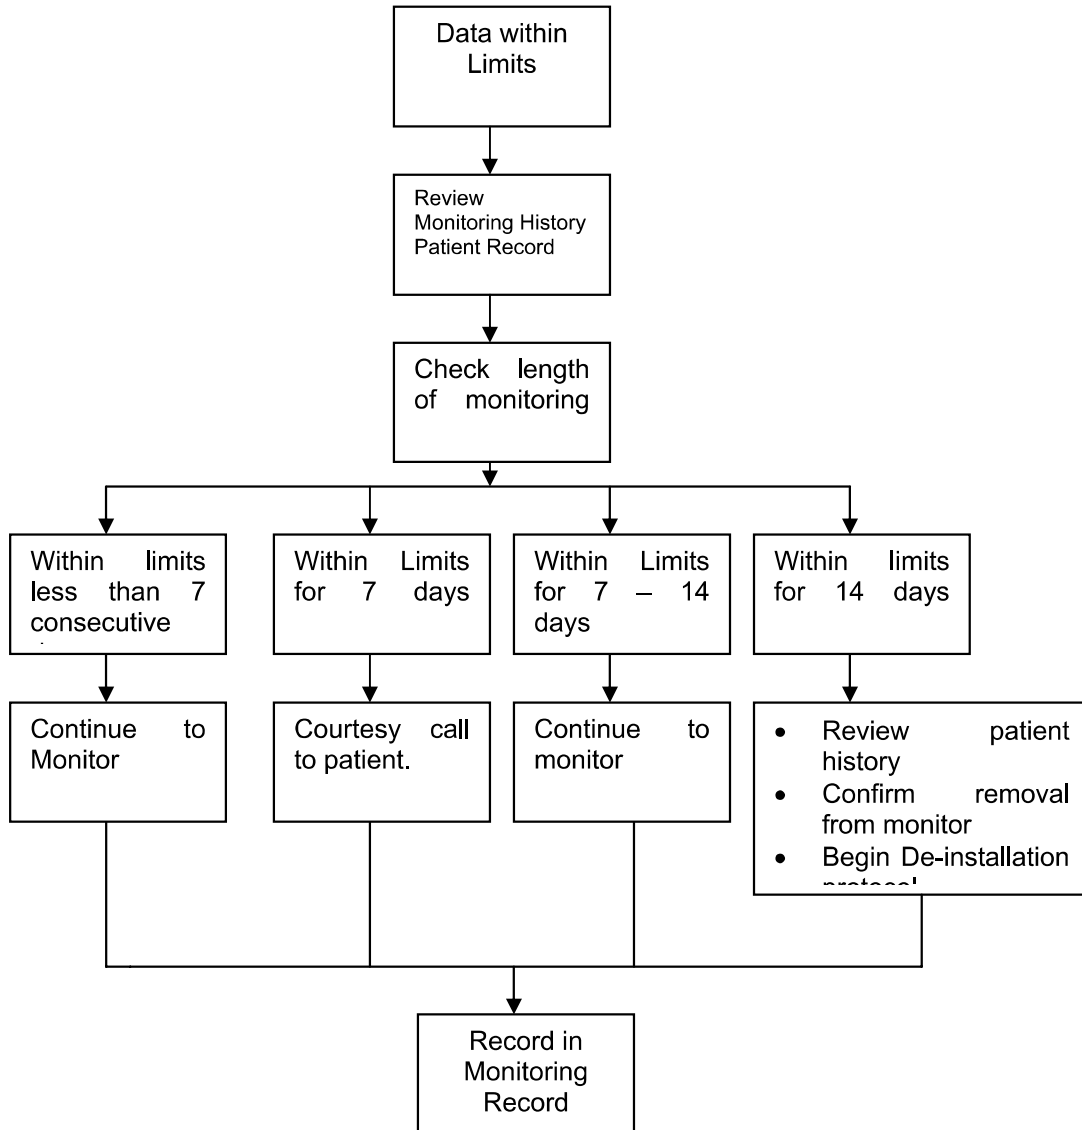 Data within
Limits
Review
Monitoring History
Patient Record
Check length
of monitoring
Within limits
less than 7
consecutive
Within Limits
for 7 days
Within Limits
for 7 – 14
days
Within limits
for 14 days
Continue to
Monitor
Courtesy call
to patient.
Continue to
monitor
• Review patient
history
• Confirm removal
from monitor
• Begin De-installation
protocol
Record in
Monitoring
Record